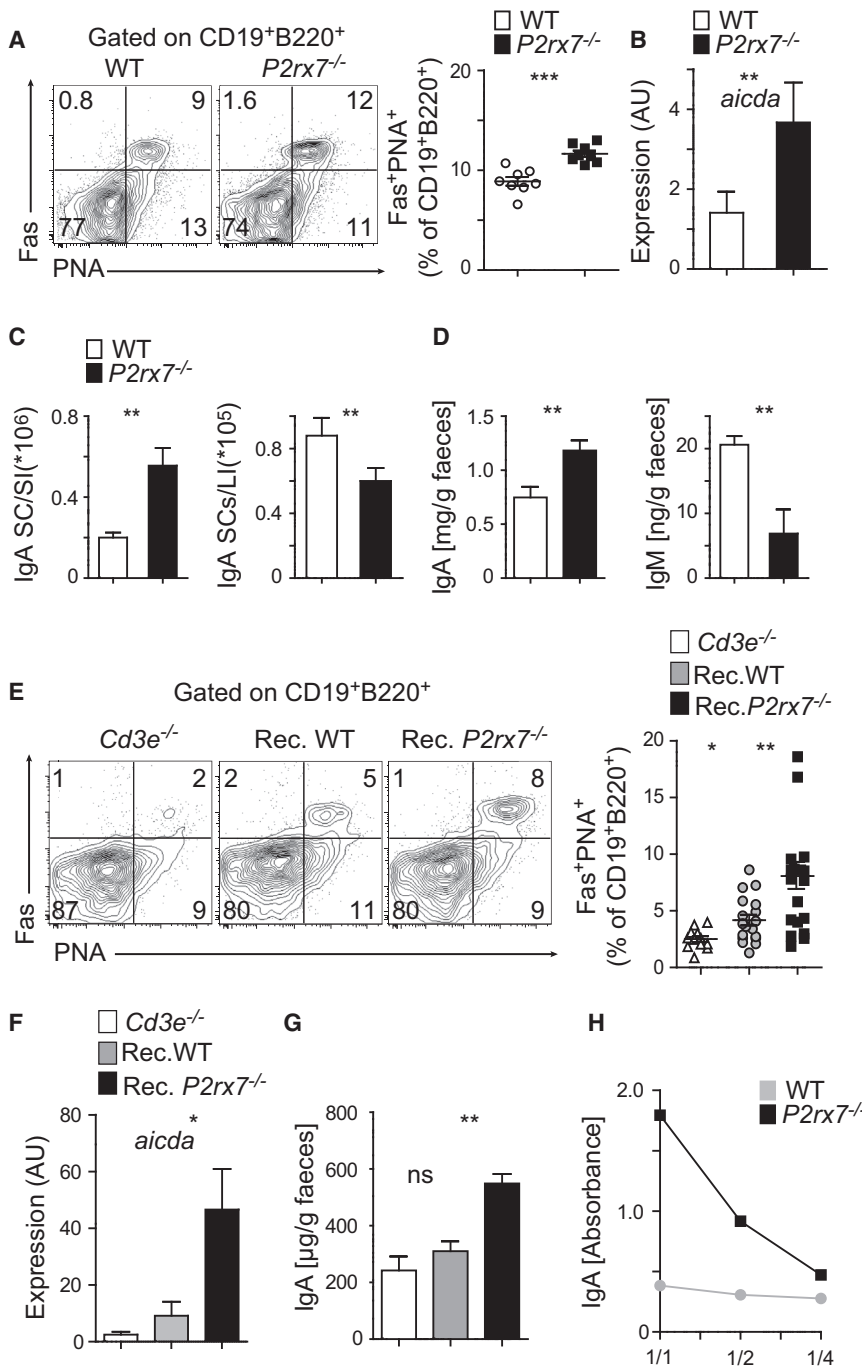 A
Gated on CD19+B220+
WT
P2rx7-/-
0.8
9
77
13
1.6
12
74
11
Fas
PNA
WT
P2rx7-/-
Fas+PNA+
(% of CD19+B220+)
20
10
0
***
B
WT
P2rx7-/-
Expression (AU)
4
2
0
**
aicda
C
WT
P2rx7-/-
IgA SC/SI(*10⁶)
0.8
0.4
0
**
IgA SCs/LI(*10⁵)
0.8
0.4
0
**
D
IgA [mg/g faeces]
1.5
1.0
0.5
0
**
IgM [ng/g faeces]
20
10
0
**
E
Gated on CD19+B220+
Cd3e-/-
Rec. WT
Rec. P2rx7-/-
1
2
87
9
2
5
80
11
1
8
80
9
Fas
PNA
Cd3e-/-
Rec.WT
Rec.P2rx7-/-
Fas+PNA+
(% of CD19+B220+)
20
15
10
5
0
*
**
F
Cd3e-/-
Rec.WT
Rec. P2rx7-/-
Expression (AU)
80
60
40
20
0
*
aicda
G
IgA [µg/g faeces]
800
600
400
200
0
ns
**
H
WT
P2rx7-/-
IgA [Absorbance]
2.0
1.0
0
1/1
1/2
1/4